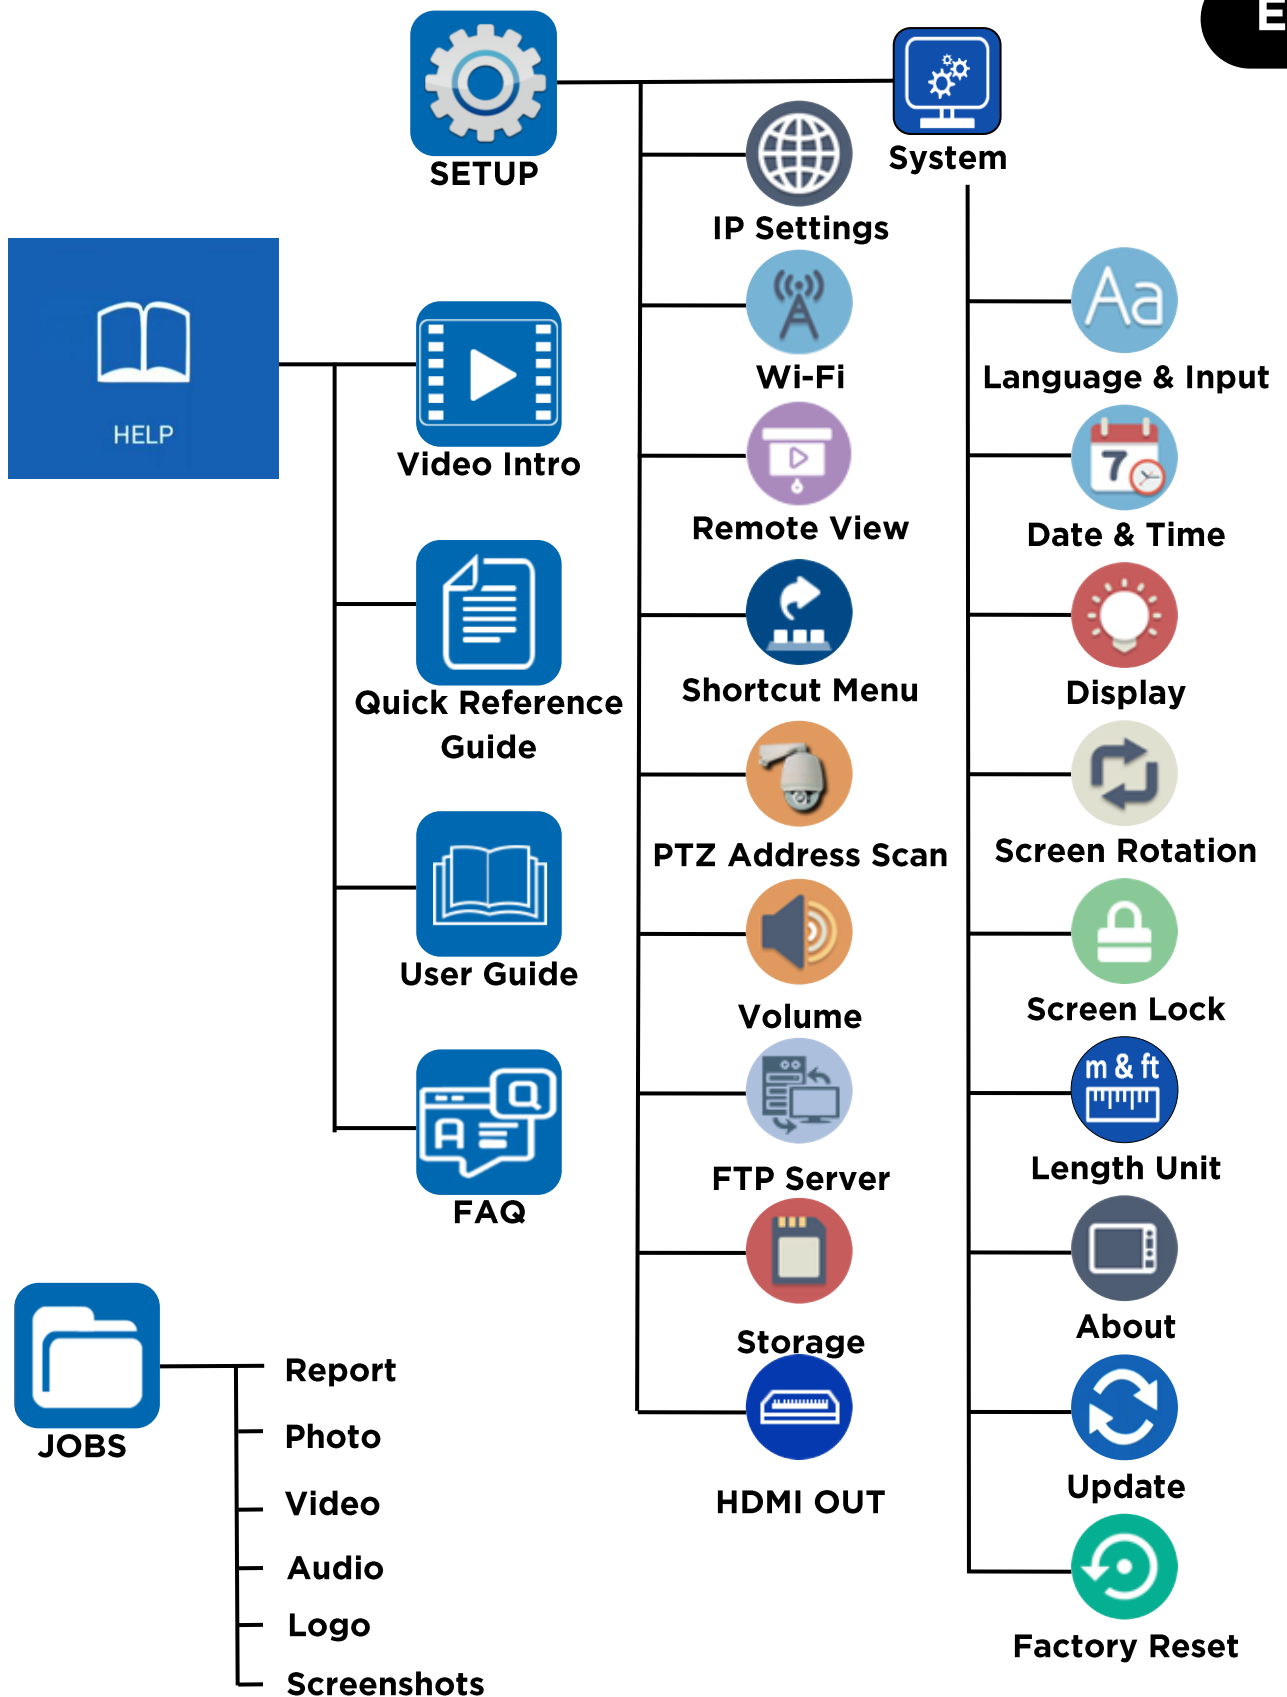 E
SETUP
System
IP Settings
Wi-Fi
Remote View
Shortcut Menu
PTZ Address Scan
Volume
FTP Server
Storage
HDMI OUT
Aa
Language & Input
7
Date & Time
Display
Screen Rotation
Screen Lock
m & ft
Length Unit
About
Update
Factory Reset
HELP
Video Intro
Quick Reference
Guide
User Guide
Q
A
FAQ
JOBS
Report
Photo
Video
Audio
Logo
Screenshots